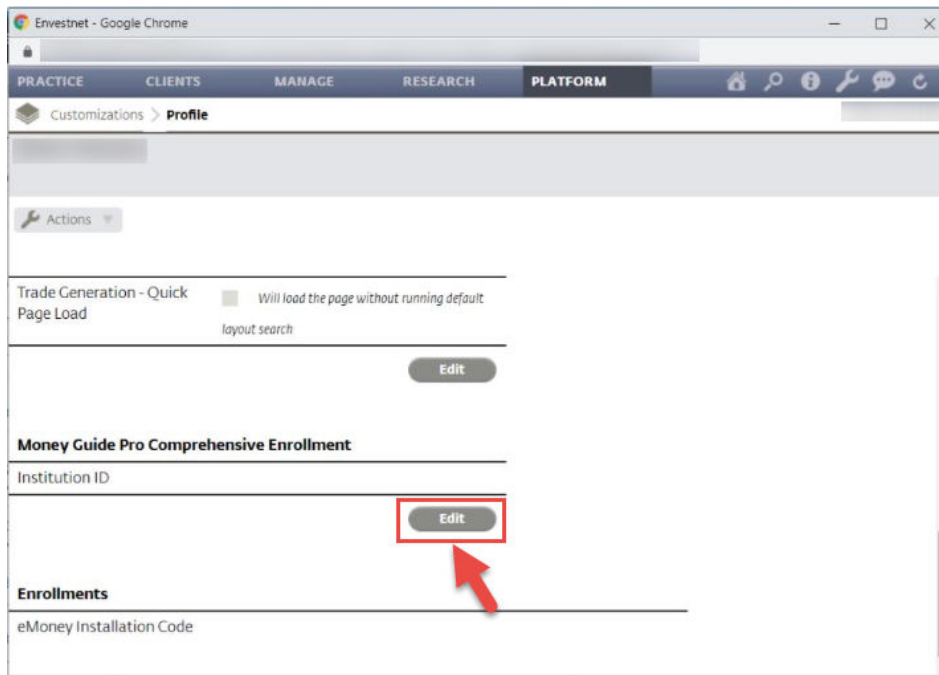 Envestnet - Google Chrome
PRACTICE CLIENTS MANAGE RESEARCH PLATFORM
Customizations > Profile
Actions
Trade Generation - Quick Page Load
Will load the page without running default
layout search
Edit
Money Guide Pro Comprehensive Enrollment
Institution ID
Edit
Enrollments
eMoney Installation Code